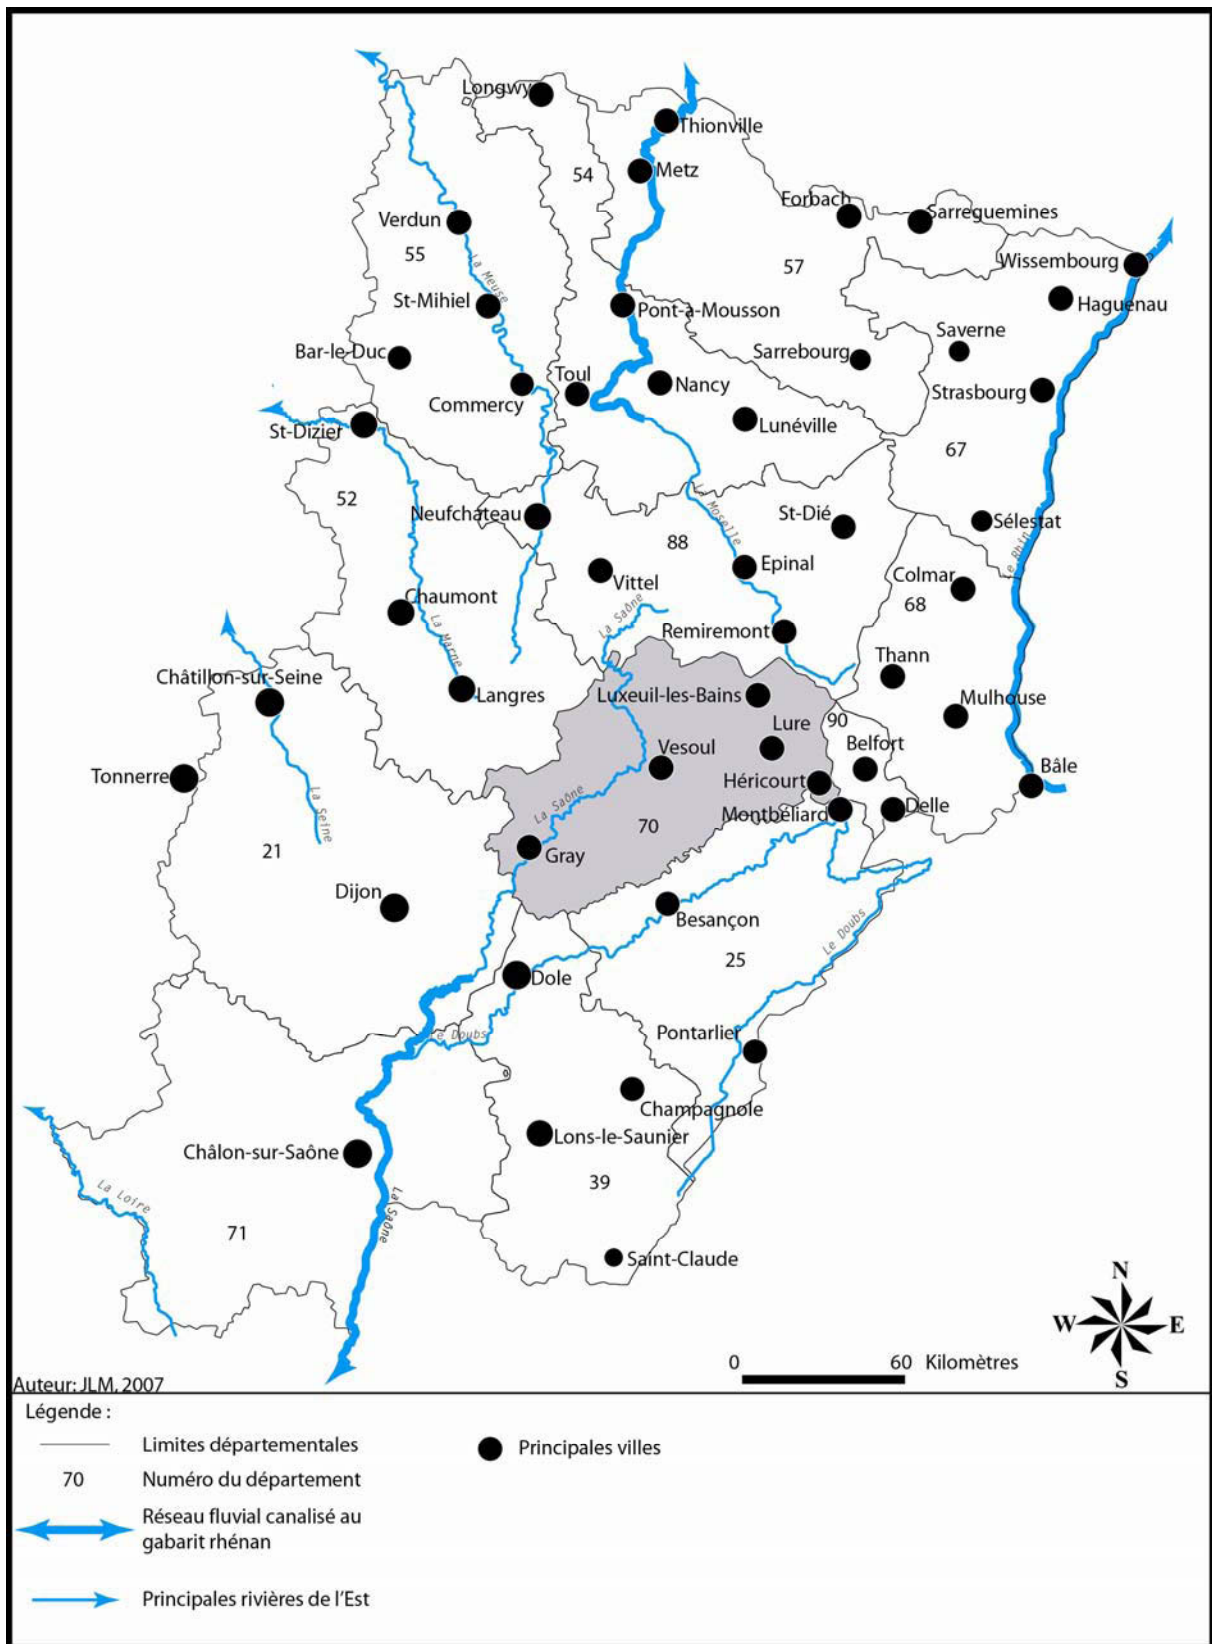 Longwy
Thionville
54
Metz
Forbach
Sarreguemines
Verdun
55
La Meuse
57
Wissembourg
St-Mihiel
Pont-à-Mousson
Haguenau
Saverne
Bar-le-Duc
Sarrebourg
Toul
Nancy
Strasbourg
Commercy
Lunéville
St-Dizier
67
52
Neufchateau
La Moselle
St-Dié
Sélestat
88
Le Rhin
Epinal
Colmar
Vittel
68
Chaumont
La Saône
La Marne
Remiremont
Thann
Châtillon-sur-Seine
Langres
Luxeuil-les-Bains
Mulhouse
90
Lure
Vesoul
Belfort
Tonnerre
Héricourt
Bâle
La Saône
Montbéliard
Delle
La Seine
70
21
Gray
Dijon
Besançon
Le Doubs
25
Dole
Le Doubs
Pontarlier
Champagnole
Lons-le-Saunier
Châlon-sur-Saône
39
La Loire
La Saône
71
Saint-Claude
N
W
E
S
0 60 Kilomètres
Auteur: JLM, 2007
Légende :
Limites départementales
Principales villes
70 Numéro du département
Réseau fluvial canalisé au
gabarit rhénan
Principales rivières de l'Est